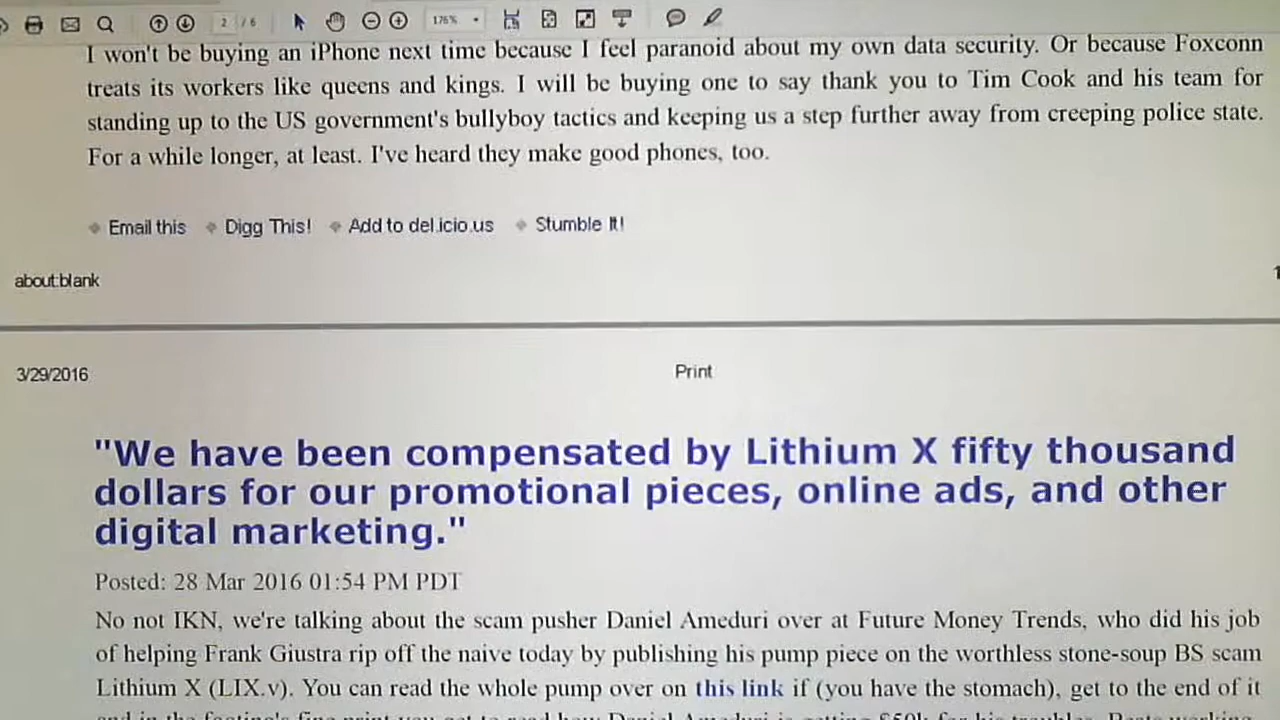 2 / 6
176%
I won't be buying an iPhone next time because I feel paranoid about my own data security. Or because Foxconn
treats its workers like queens and kings. I will be buying one to say thank you to Tim Cook and his team for
standing up to the US government's bullyboy tactics and keeping us a step further away from creeping police state.
For a while longer, at least. I've heard they make good phones, too.
Email this Digg This! Add to del.icio.us Stumble It!
about:blank 1
3/29/2016 Print
"We have been compensated by Lithium X fifty thousand
dollars for our promotional pieces, online ads, and other
digital marketing."
Posted: 28 Mar 2016 01:54 PM PDT
No not IKN, we're talking about the scam pusher Daniel Ameduri over at Future Money Trends, who did his job
of helping Frank Giustra rip off the naive today by publishing his pump piece on the worthless stone-soup BS scam
Lithium X (LIX.v). You can read the whole pump over on this link if (you have the stomach), get to the end of it